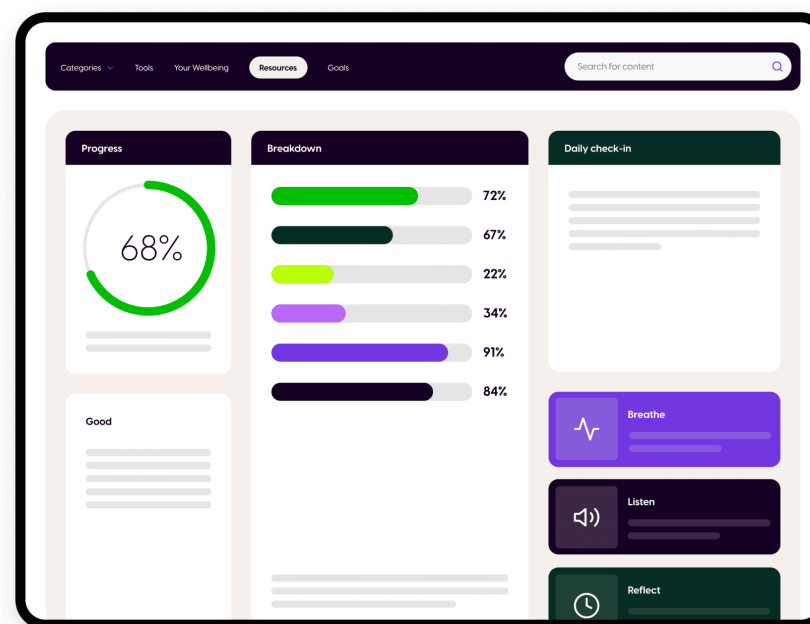 Categories
Tools
Your Wellbeing
Resources
Goals
Search for content
Progress
68%
Good
Breakdown
72%
67%
22%
34%
91%
84%
Daily check-in
Breathe
Listen
Reflect